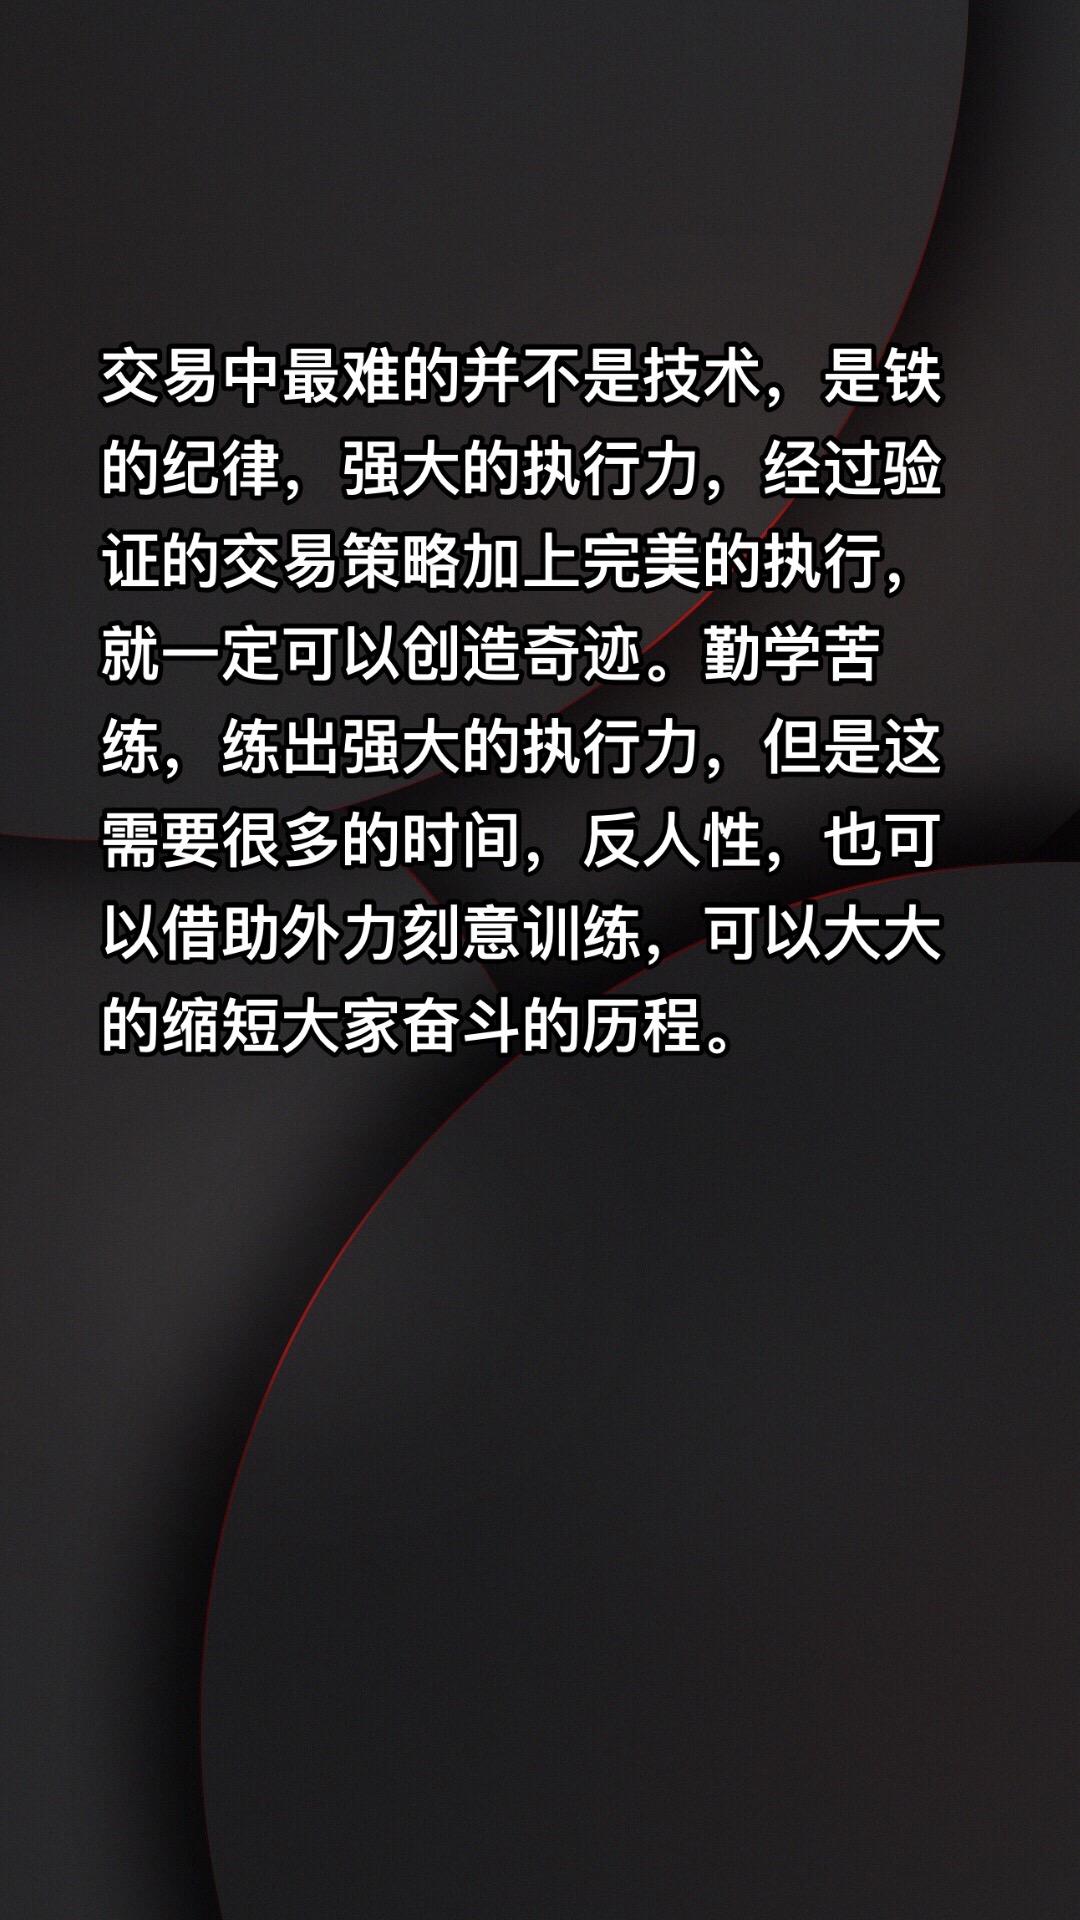 交易中最难的并不是技术，是铁
的纪律，强大的执行力，经过验
证的交易策略加上完美的执行，
就一定可以创造奇迹。勤学苦
练，练出强大的执行力，但是这
需要很多的时间，反人性，也可
以借助外力刻意训练，可以大大
的缩短大家奋斗的历程。